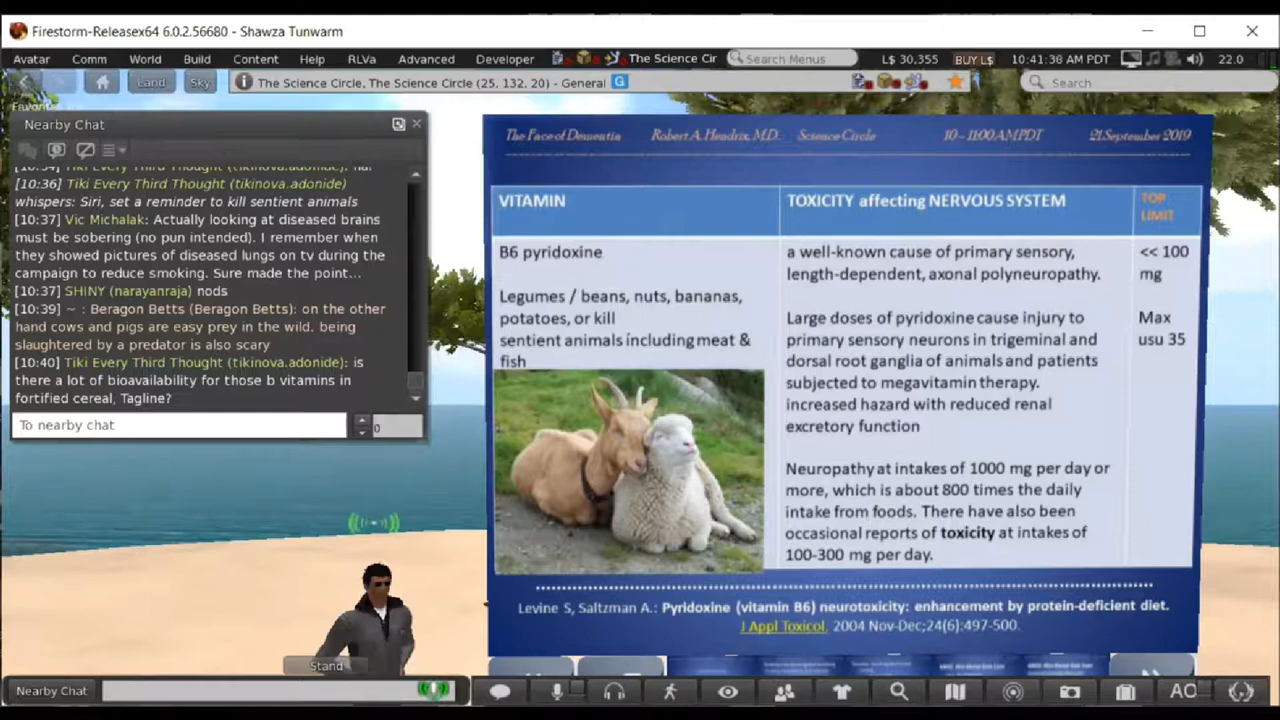 Firestorm-Releasex64 6.0.2.56680 - Shawza Tunwarm
Avatar Comm World Build Content Help RLVa Advanced Developer The Science Cir Search Menus L$ 30,355 BUY L$ 10:41:38 AM PDT 22.0
Land Sky The Science Circle, The Science Circle (25, 132, 20) - General G Search
Nearby Chat
[10:36] Tiki Every Third Thought (tikinova.adonide)
whispers: Siri, set a reminder to kill sentient animals
[10:37] Vic Michalak: Actually looking at diseased brains
must be sobering (no pun intended). I remember when
they showed pictures of diseased lungs on tv during the
campaign to reduce smoking. Sure made the point...
[10:37] SHINY (narayanraja) nods
[10:39] ~ : Beragon Betts (Beragon Betts): on the other
hand cows and pigs are easy prey in the wild. being
slaughtered by a predator is also scary
[10:40] Tiki Every Third Thought (tikinova.adonide): is
there a lot of bioavailability for those b vitamins in
fortified cereal, Tagline?
To nearby chat
0
The Face of Dementia Robert A. Hendrix, M.D. Science Circle 10 - 11:00 AM PDT 21 September 2019
VITAMIN
TOXICITY affecting NERVOUS SYSTEM
TOP
LIMIT
B6 pyridoxine
Legumes / beans, nuts, bananas,
potatoes, or kill
sentient animals including meat &
fish
a well-known cause of primary sensory,
length-dependent, axonal polyneuropathy.
Large doses of pyridoxine cause injury to
primary sensory neurons in trigeminal and
dorsal root ganglia of animals and patients
subjected to megavitamin therapy.
increased hazard with reduced renal
excretory function
Neuropathy at intakes of 1000 mg per day or
more, which is about 800 times the daily
intake from foods. There have also been
occasional reports of toxicity at intakes of
100-300 mg per day.
<< 100
mg
Max
usu 35
Levine S, Saltzman A.: Pyridoxine (vitamin B6) neurotoxicity: enhancement by protein-deficient diet.
J Appl Toxicol. 2004 Nov-Dec;24(6):497-500.
Stand
Nearby Chat
AO